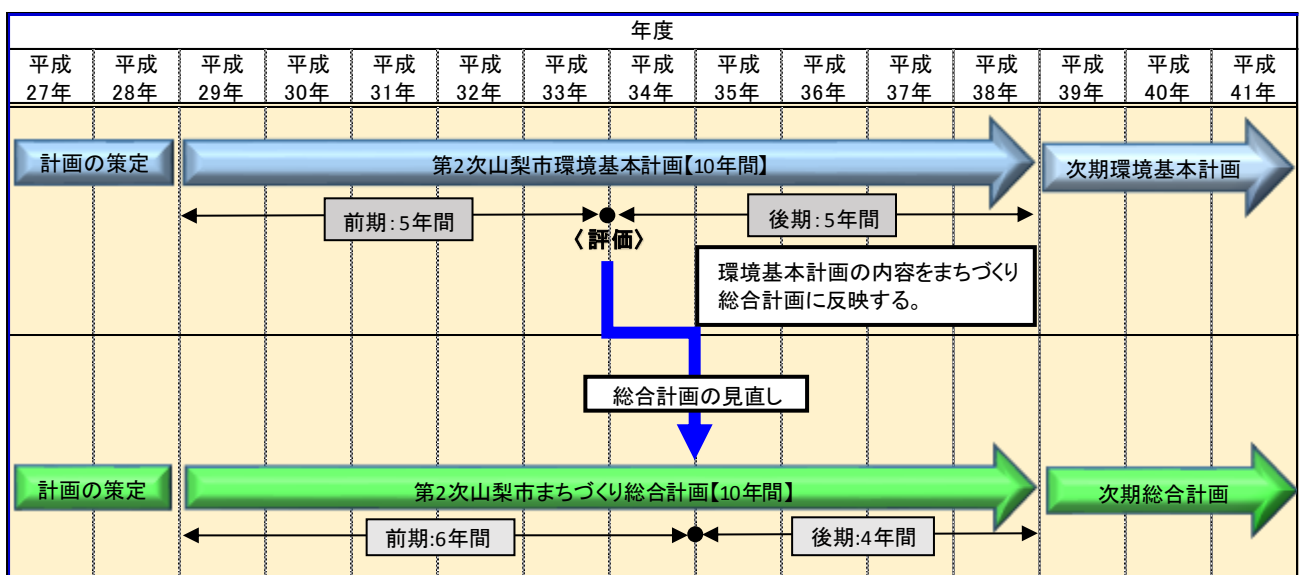 年度
平成 平成 平成 平成 平成 平成 平成 平成 平成 平成 平成 平成 平成 平成 平成
27年 28年 29年 30年 31年 32年 33年 34年 35年 36年 37年 38年 39年 40年 41年
計画の策定 第2次山梨市環境基本計画【10年間】 次期環境基本計画
前期:5年間 後期:5年間
〈評価〉
環境基本計画の内容をまちづくり
総合計画に反映する。
総合計画の見直し
計画の策定 第2次山梨市まちづくり総合計画【10年間】 次期総合計画
前期:6年間 後期:4年間